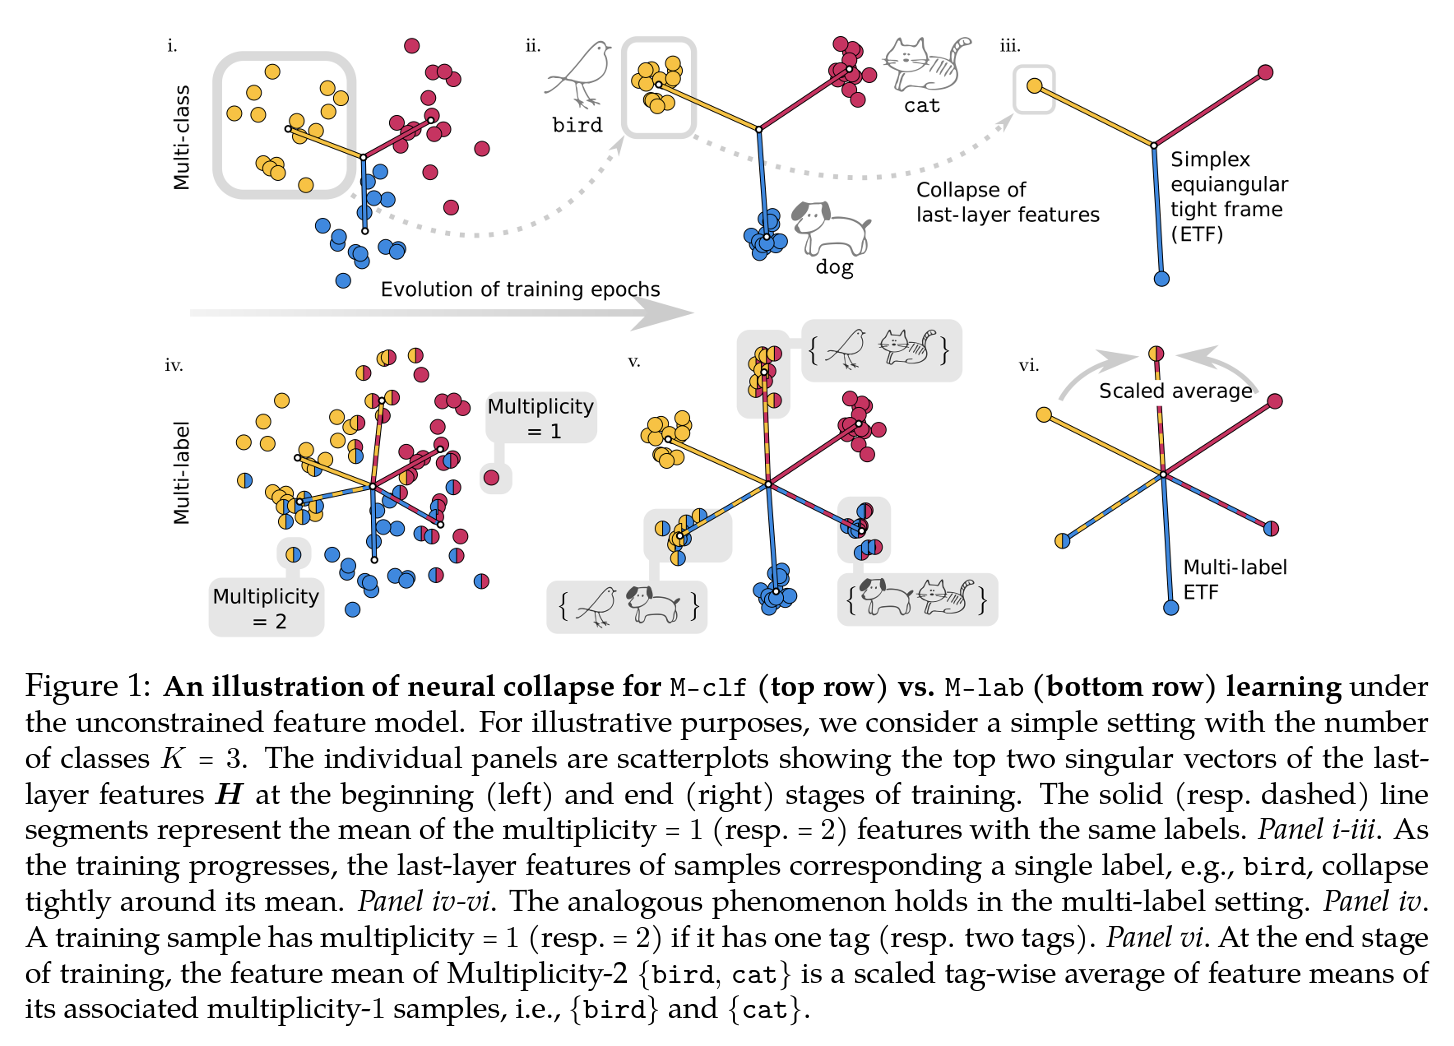 i.
ii.
iii.
Multi-class
bird
cat
dog
Collapse of
last-layer features
Simplex
equiangular
tight frame
(ETF)
Evolution of training epochs
iv.
v.
vi.
Multi-label
Multiplicity
= 1
Multiplicity
= 2
{ }
{ }
{ }
Scaled average
Multi-label
ETF
Figure 1: An illustration of neural collapse for M-clf (top row) vs. M-lab (bottom row) learning under
the unconstrained feature model. For illustrative purposes, we consider a simple setting with the number
of classes K = 3. The individual panels are scatterplots showing the top two singular vectors of the last-
layer features H at the beginning (left) and end (right) stages of training. The solid (resp. dashed) line
segments represent the mean of the multiplicity = 1 (resp. = 2) features with the same labels. Panel i-iii. As
the training progresses, the last-layer features of samples corresponding a single label, e.g., bird, collapse
tightly around its mean. Panel iv-vi. The analogous phenomenon holds in the multi-label setting. Panel iv.
A training sample has multiplicity = 1 (resp. = 2) if it has one tag (resp. two tags). Panel vi. At the end stage
of training, the feature mean of Multiplicity-2 {bird, cat} is a scaled tag-wise average of feature means of
its associated multiplicity-1 samples, i.e., {bird} and {cat}.